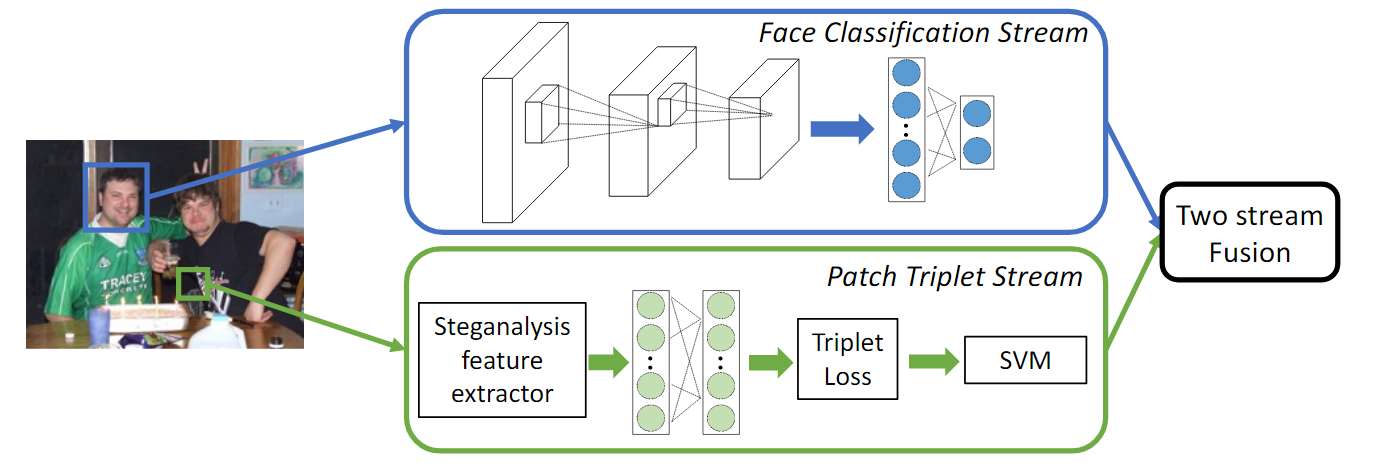 Face Classification Stream
Two stream
Fusion
Patch Triplet Stream
Steganalysis
feature
extractor
Triplet
Loss
SVM
TRACEY